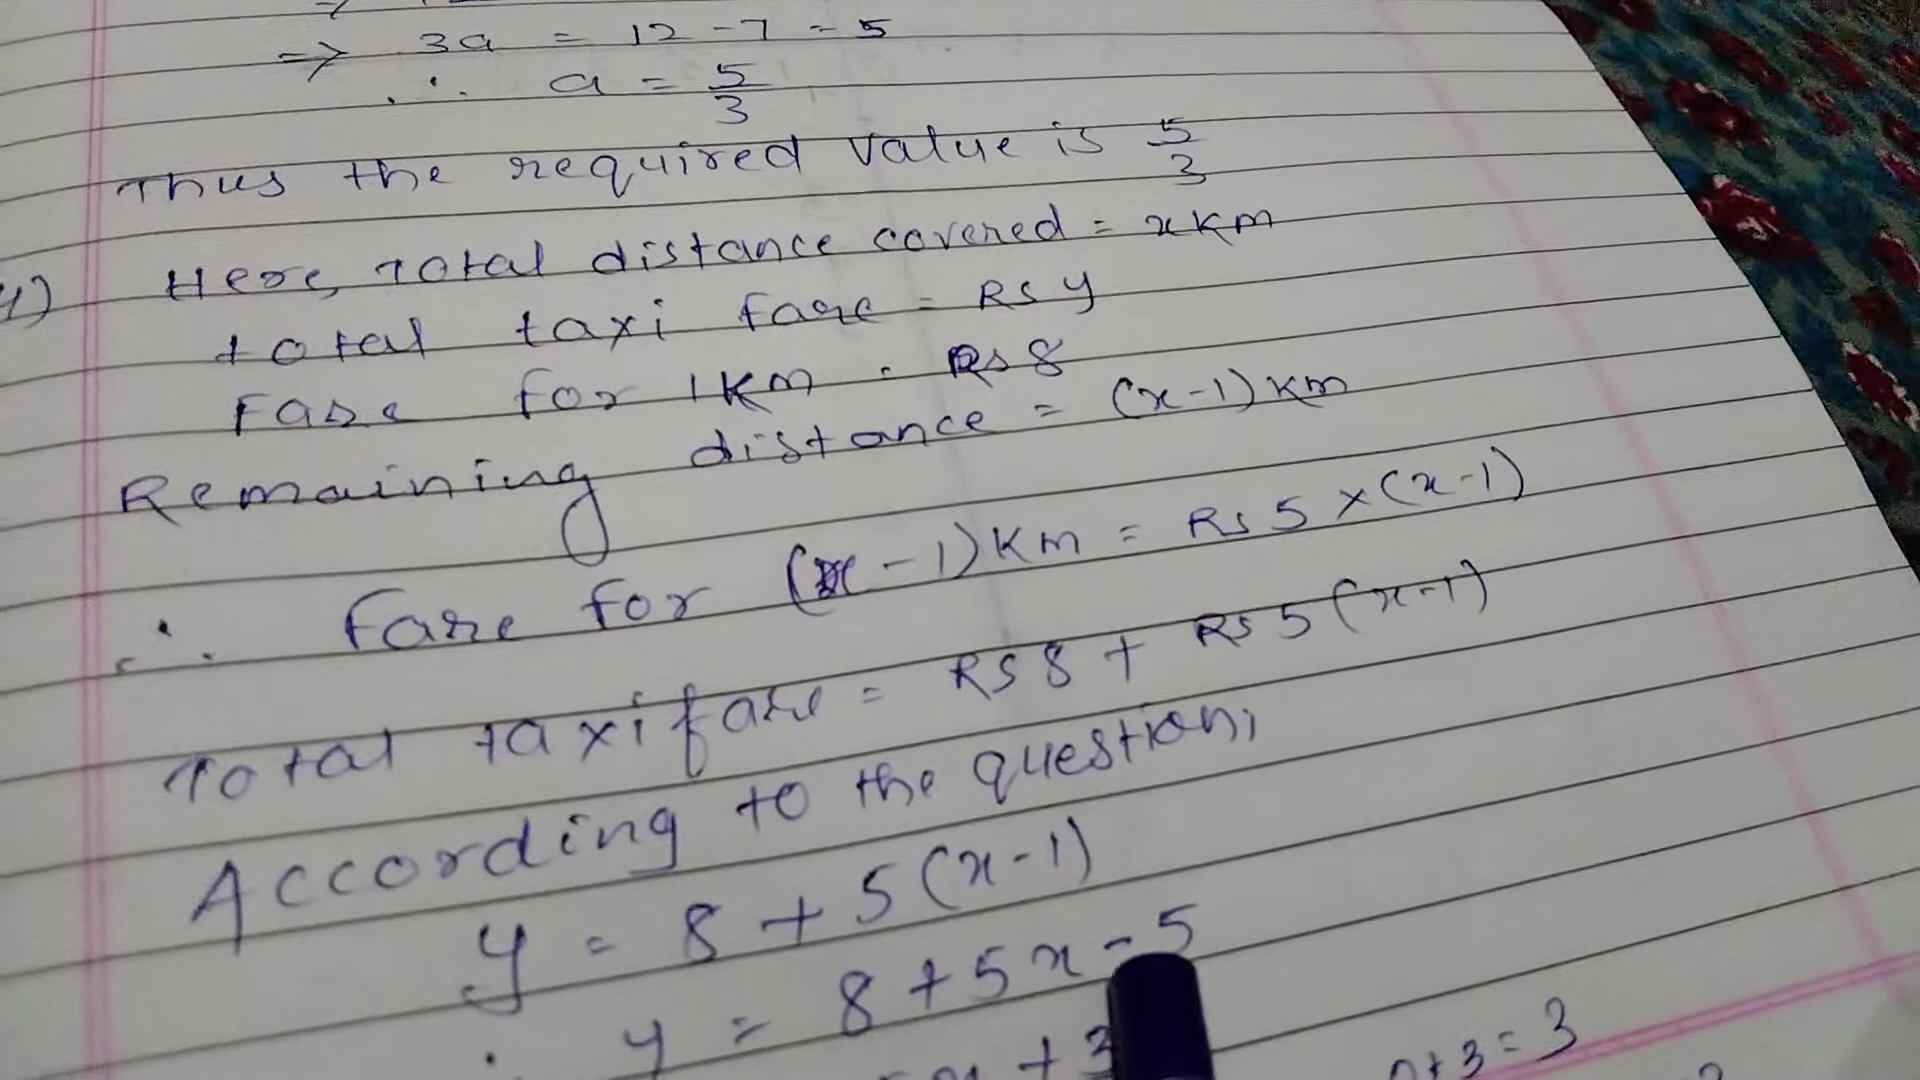 => 3a = 12 - 7 = 5
∴ a = 5/3
Thus the required value is 5/3
Here, Total distance covered = x km
total taxi fare = Rs y
Fare for 1 KM = Rs 8
Remaining distance = (x-1) km
∴ Fare for (x-1) KM = Rs 5 × (x-1)
Total taxi fare = RS 8 + Rs 5 (x-1)
According to the question,
y = 8 + 5 (x-1)
y = 8 + 5x - 5
+ 3
+ 3 = 3